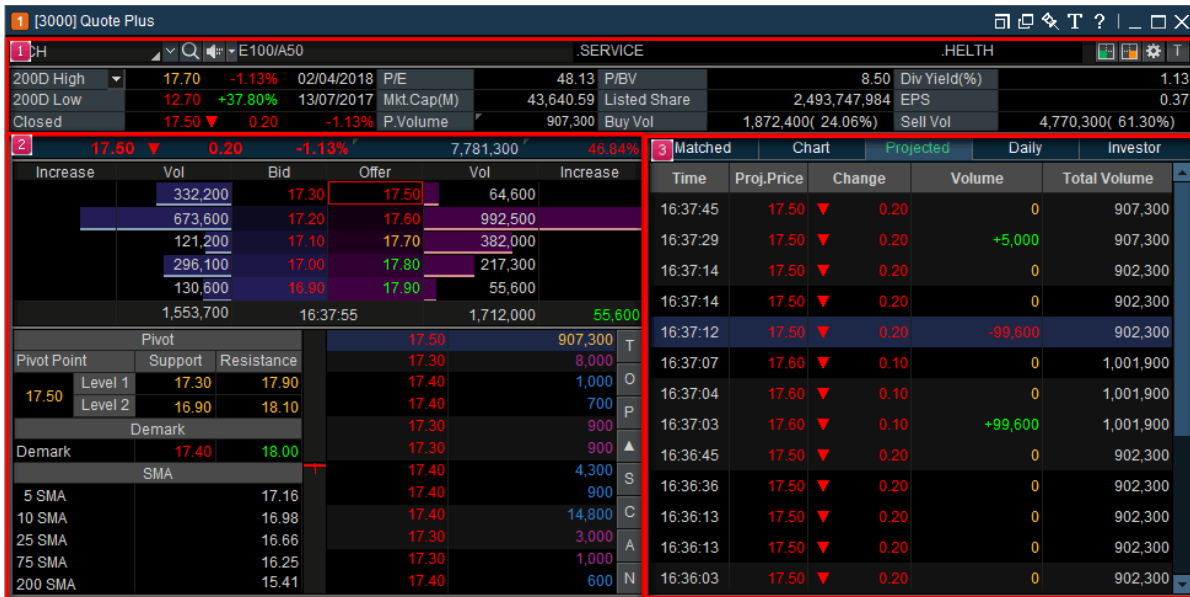 1 [3000] Quote Plus T ?
1 CH E100/A50 .SERVICE .HELTH T
200D High 17.70 -1.13% 02/04/2018 P/E 48.13 P/BV 8.50 Div Yield(%) 1.13
200D Low 12.70 +37.80% 13/07/2017 Mkt.Cap(M) 43,640.59 Listed Share 2,493,747,984 EPS 0.37
Closed 17.50 ▼ 0.20 -1.13% P.Volume 907,300 Buy Vol 1,872,400( 24.06%) Sell Vol 4,770,300( 61.30%)
2 17.50 ▼ 0.20 -1.13% 7,781,300 46.84%
Increase Vol Bid Offer Vol Increase
332,200 17.30 17.50 64,600
673,600 17.20 17.60 992,500
121,200 17.10 17.70 382,000
296,100 17.00 17.80 217,300
130,600 16.90 17.90 55,600
1,553,700 16:37:55 1,712,000 55,600
Pivot
Pivot Point Support Resistance
17.50
Level 1 17.30 17.90
Level 2 16.90 18.10
Demark
Demark 17.40 18.00
SMA
5 SMA 17.16
10 SMA 16.98
25 SMA 16.66
75 SMA 16.25
200 SMA 15.41
17.50 907,300
17.30 8,000
17.40 1,000
17.40 700
17.30 900
17.30 900
17.40 4,300
17.40 900
17.40 14,800
17.30 3,000
17.30 1,000
17.40 600
T
O
P
▲
S
C
A
N
3 Matched Chart Projected Daily Investor
Time Proj.Price Change Volume Total Volume
16:37:45 17.50 ▼ 0.20 0 907,300
16:37:29 17.50 ▼ 0.20 +5,000 907,300
16:37:14 17.50 ▼ 0.20 0 902,300
16:37:14 17.50 ▼ 0.20 0 902,300
16:37:12 17.50 ▼ 0.20 -99,600 902,300
16:37:07 17.60 ▼ 0.10 0 1,001,900
16:37:04 17.60 ▼ 0.10 0 1,001,900
16:37:03 17.60 ▼ 0.10 +99,600 1,001,900
16:36:45 17.50 ▼ 0.20 0 902,300
16:36:36 17.50 ▼ 0.20 0 902,300
16:36:13 17.50 ▼ 0.20 0 902,300
16:36:13 17.50 ▼ 0.20 0 902,300
16:36:03 17.50 ▼ 0.20 0 902,300